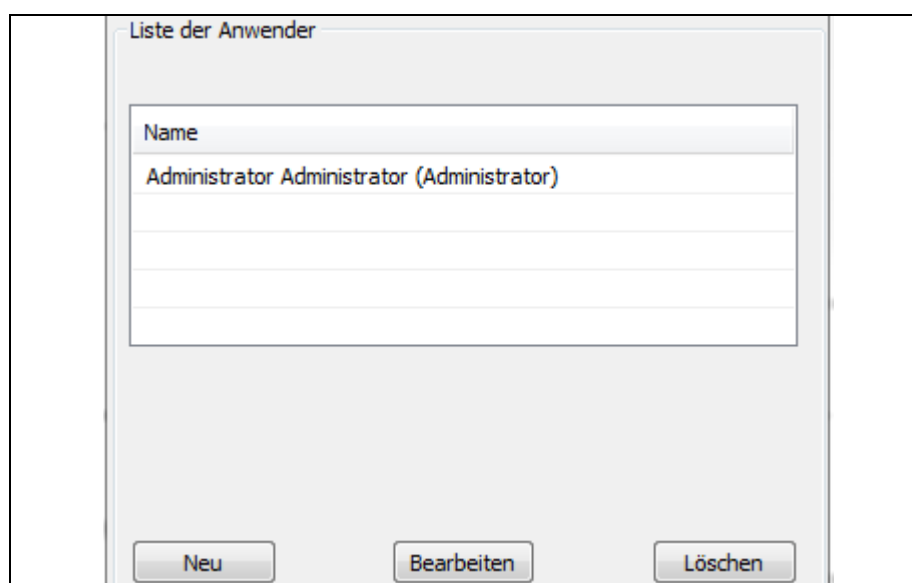 Liste der Anwender
Name
Administrator Administrator (Administrator)
Neu Bearbeiten Löschen